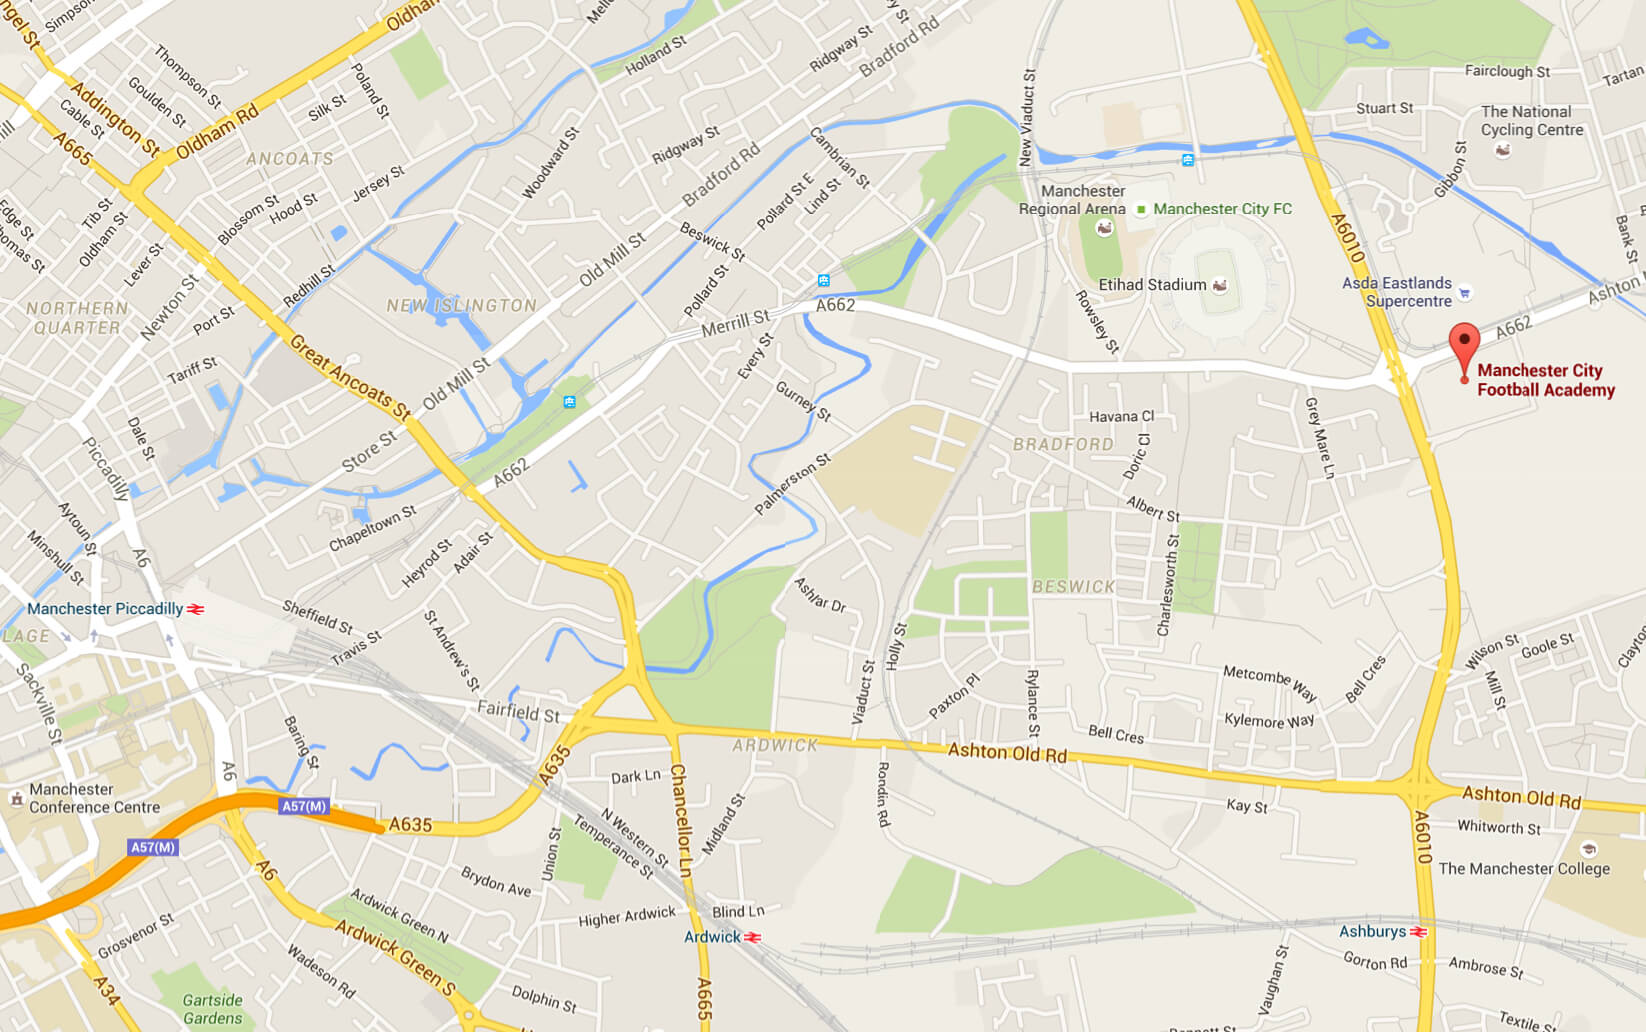 Simpson
ngel St
Thompson St
Goulden St
Addington St
Cable St
A665
Silk St
Poland St
Oldham Rd
Oldha
Holland St
Ridgway St
Bradford Rd
ANCOATS
Jersey St
Woodward St
Ridgway St
Bradford Rd
Cambrian St
Pollard St E
Lind St
Tib St
Oldham St
Blossom St
Hood St
Lever St
Edge St
homas St
NORTHERN
QUARTER
Newton St
Port St
Redhill St
NEW ISLINGTON
Old Mill St
Beswick St
Pollard St
Merrill St
A662
Every St
Gurney St
Tariff St
Great Ancoats St
Old Mill St
Store St
A662
Dale St
Piccadilly
Aytoun St
Minshull St
A6
Chapeltown St
Heyrod St
Adair St
Palmerston St
Ashlar Dr
New Viaduct St
Manchester
Regional Arena
Manchester City FC
Etihad Stadium
Rowsley St
Fairclough St
Stuart St
Tartan
The National
Cycling Centre
Gibbon St
Bank St
A6010
Asda Eastlands
Supercentre
Ashton
A662
Manchester City
Football Academy
Havana Cl
BRADFORD
Doric Cl
Grey Mare Ln
Albert St
Charlesworth St
BESWICK
Manchester Piccadilly
LAGE
Sackville St
Sheffield St
Travis St
St Andrew's St
Fairfield St
Baring St
A6
Manchester
Conference Centre
A57(M)
A57(M)
A635
A635
Dark Ln
Chancellor Ln
Midland St
N Western St
Temperance St
Union St
Brydon Ave
Higher Ardwick
Blind Ln
Ardwick
A665
A6
Ardwick Green N
Ardwick Green S
Grosvenor St
Wadeson Rd
Dolphin St
A34
Gartside
Gardens
ARDWICK
Viaduct St
Holly St
Paxton Pl
Rylance St
Rondin Rd
Ashton Old Rd
Bell Cres
Metcombe Way
Kylemore Way
Bell Cres
Wilson St
Goole St
Mill St
Clayto
Ashton Old Rd
Kay St
A6010
Whitworth St
The Manchester College
Ashburys
Gorton Rd
Ambrose St
Vaughan St
Textile St